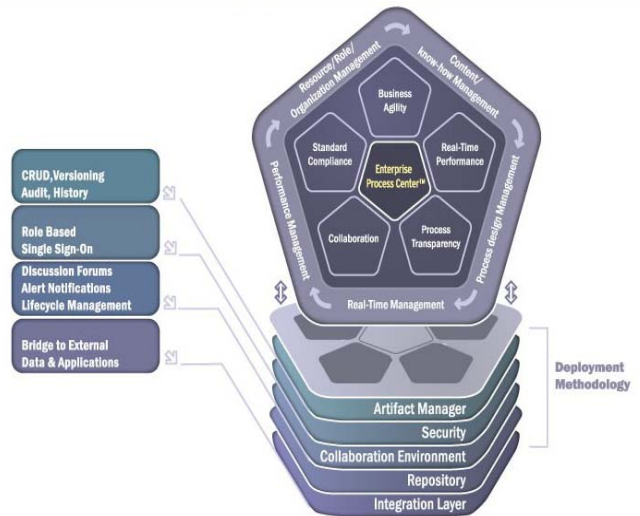 Resource/Role/
Organization Management
Content/
know-how Management
Business
Agility
Standard
Compliance
Real-Time
Performance
Enterprise
Process Center™
Collaboration
Process
Transparency
Performance Management
Process design Management
Real-Time Management
CRUD,Versioning
Audit, History
Role Based
Single Sign-On
Discussion Forums
Alert Notifications
Lifecycle Management
Bridge to External
Data & Applications
Deployment
Methodology
Artifact Manager
Security
Collaboration Environment
Repository
Integration Layer